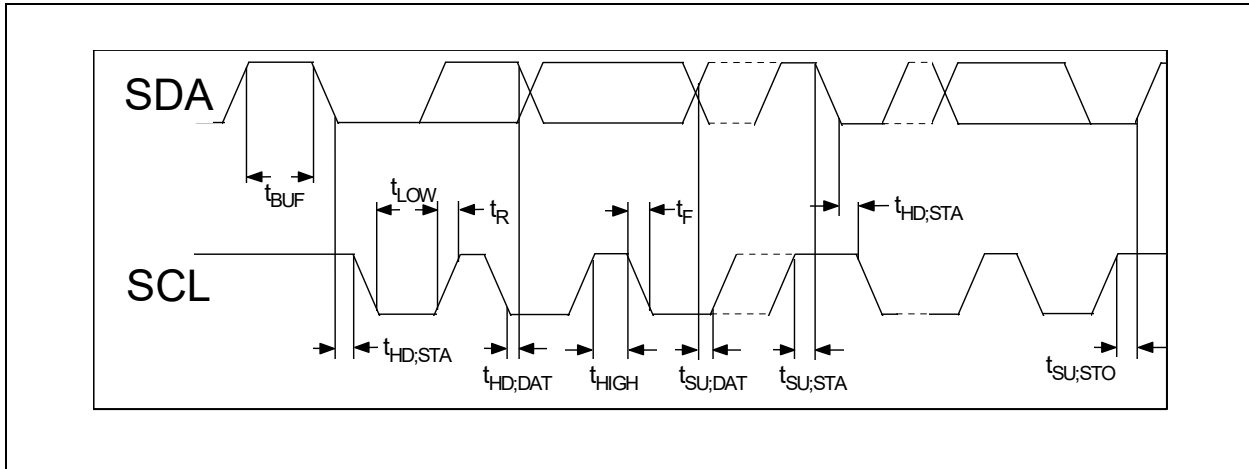 SDA
tBUF
tLOW
tR
tF
tHD;STA
SCL
tHD;STA
tHD;DAT
tHIGH
tSU;DAT
tSU;STA
tSU;STO